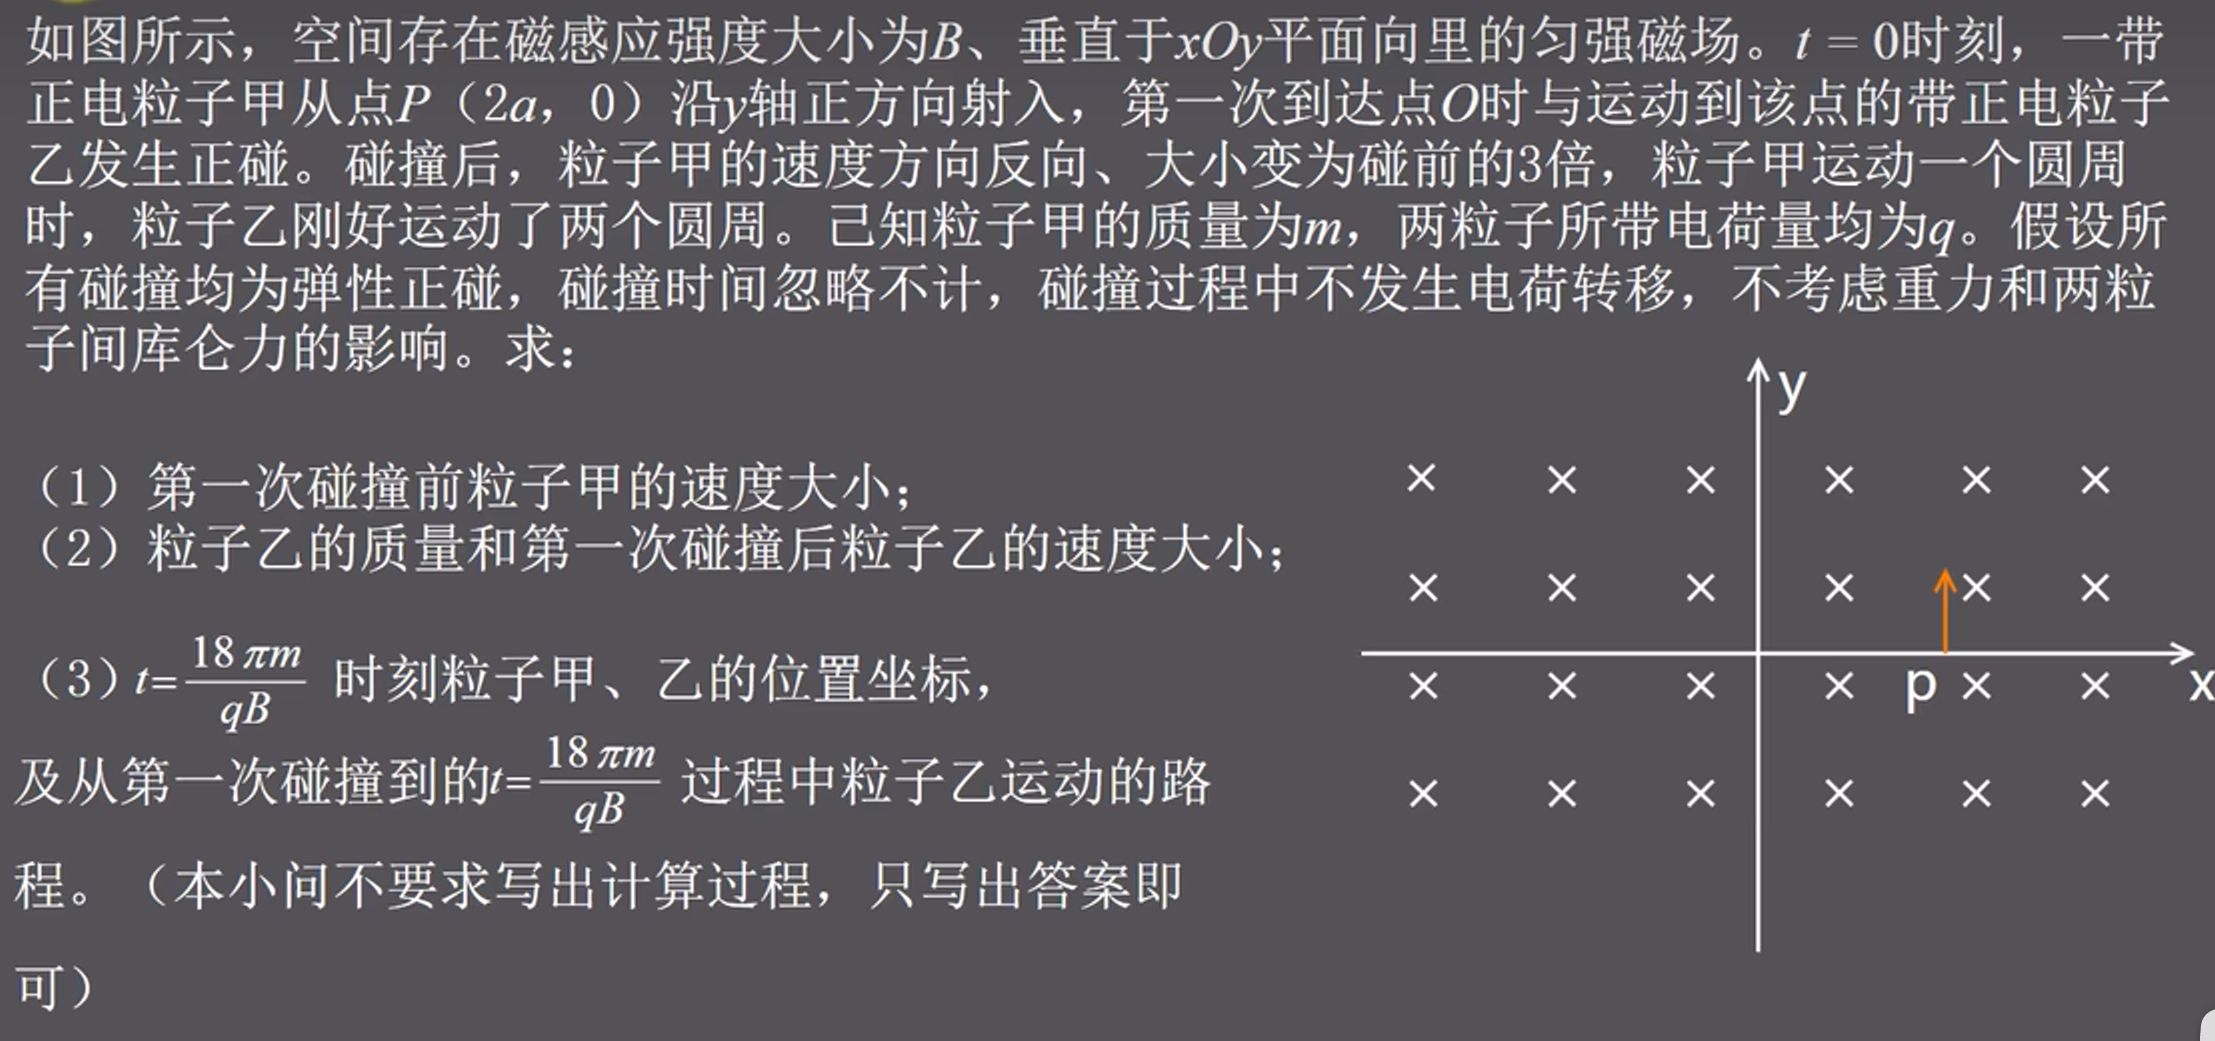 如图所示，空间存在磁感应强度大小为B、垂直于xOy平面向里的匀强磁场。t = 0时刻，一带
正电粒子甲从点P（2a，0）沿y轴正方向射入，第一次到达点O时与运动到该点的带正电粒子
乙发生正碰。碰撞后，粒子甲的速度方向反向、大小变为碰前的3倍，粒子甲运动一个圆周
时，粒子乙刚好运动了两个圆周。己知粒子甲的质量为m，两粒子所带电荷量均为q。假设所
有碰撞均为弹性正碰，碰撞时间忽略不计，碰撞过程中不发生电荷转移，不考虑重力和两粒
子间库仑力的影响。求：
（1）第一次碰撞前粒子甲的速度大小；
（2）粒子乙的质量和第一次碰撞后粒子乙的速度大小；
（3）t=18πm/qB 时刻粒子甲、乙的位置坐标，
及从第一次碰撞到的t=18πm/qB 过程中粒子乙运动的路
程。（本小问不要求写出计算过程，只写出答案即
可）
y
p
x